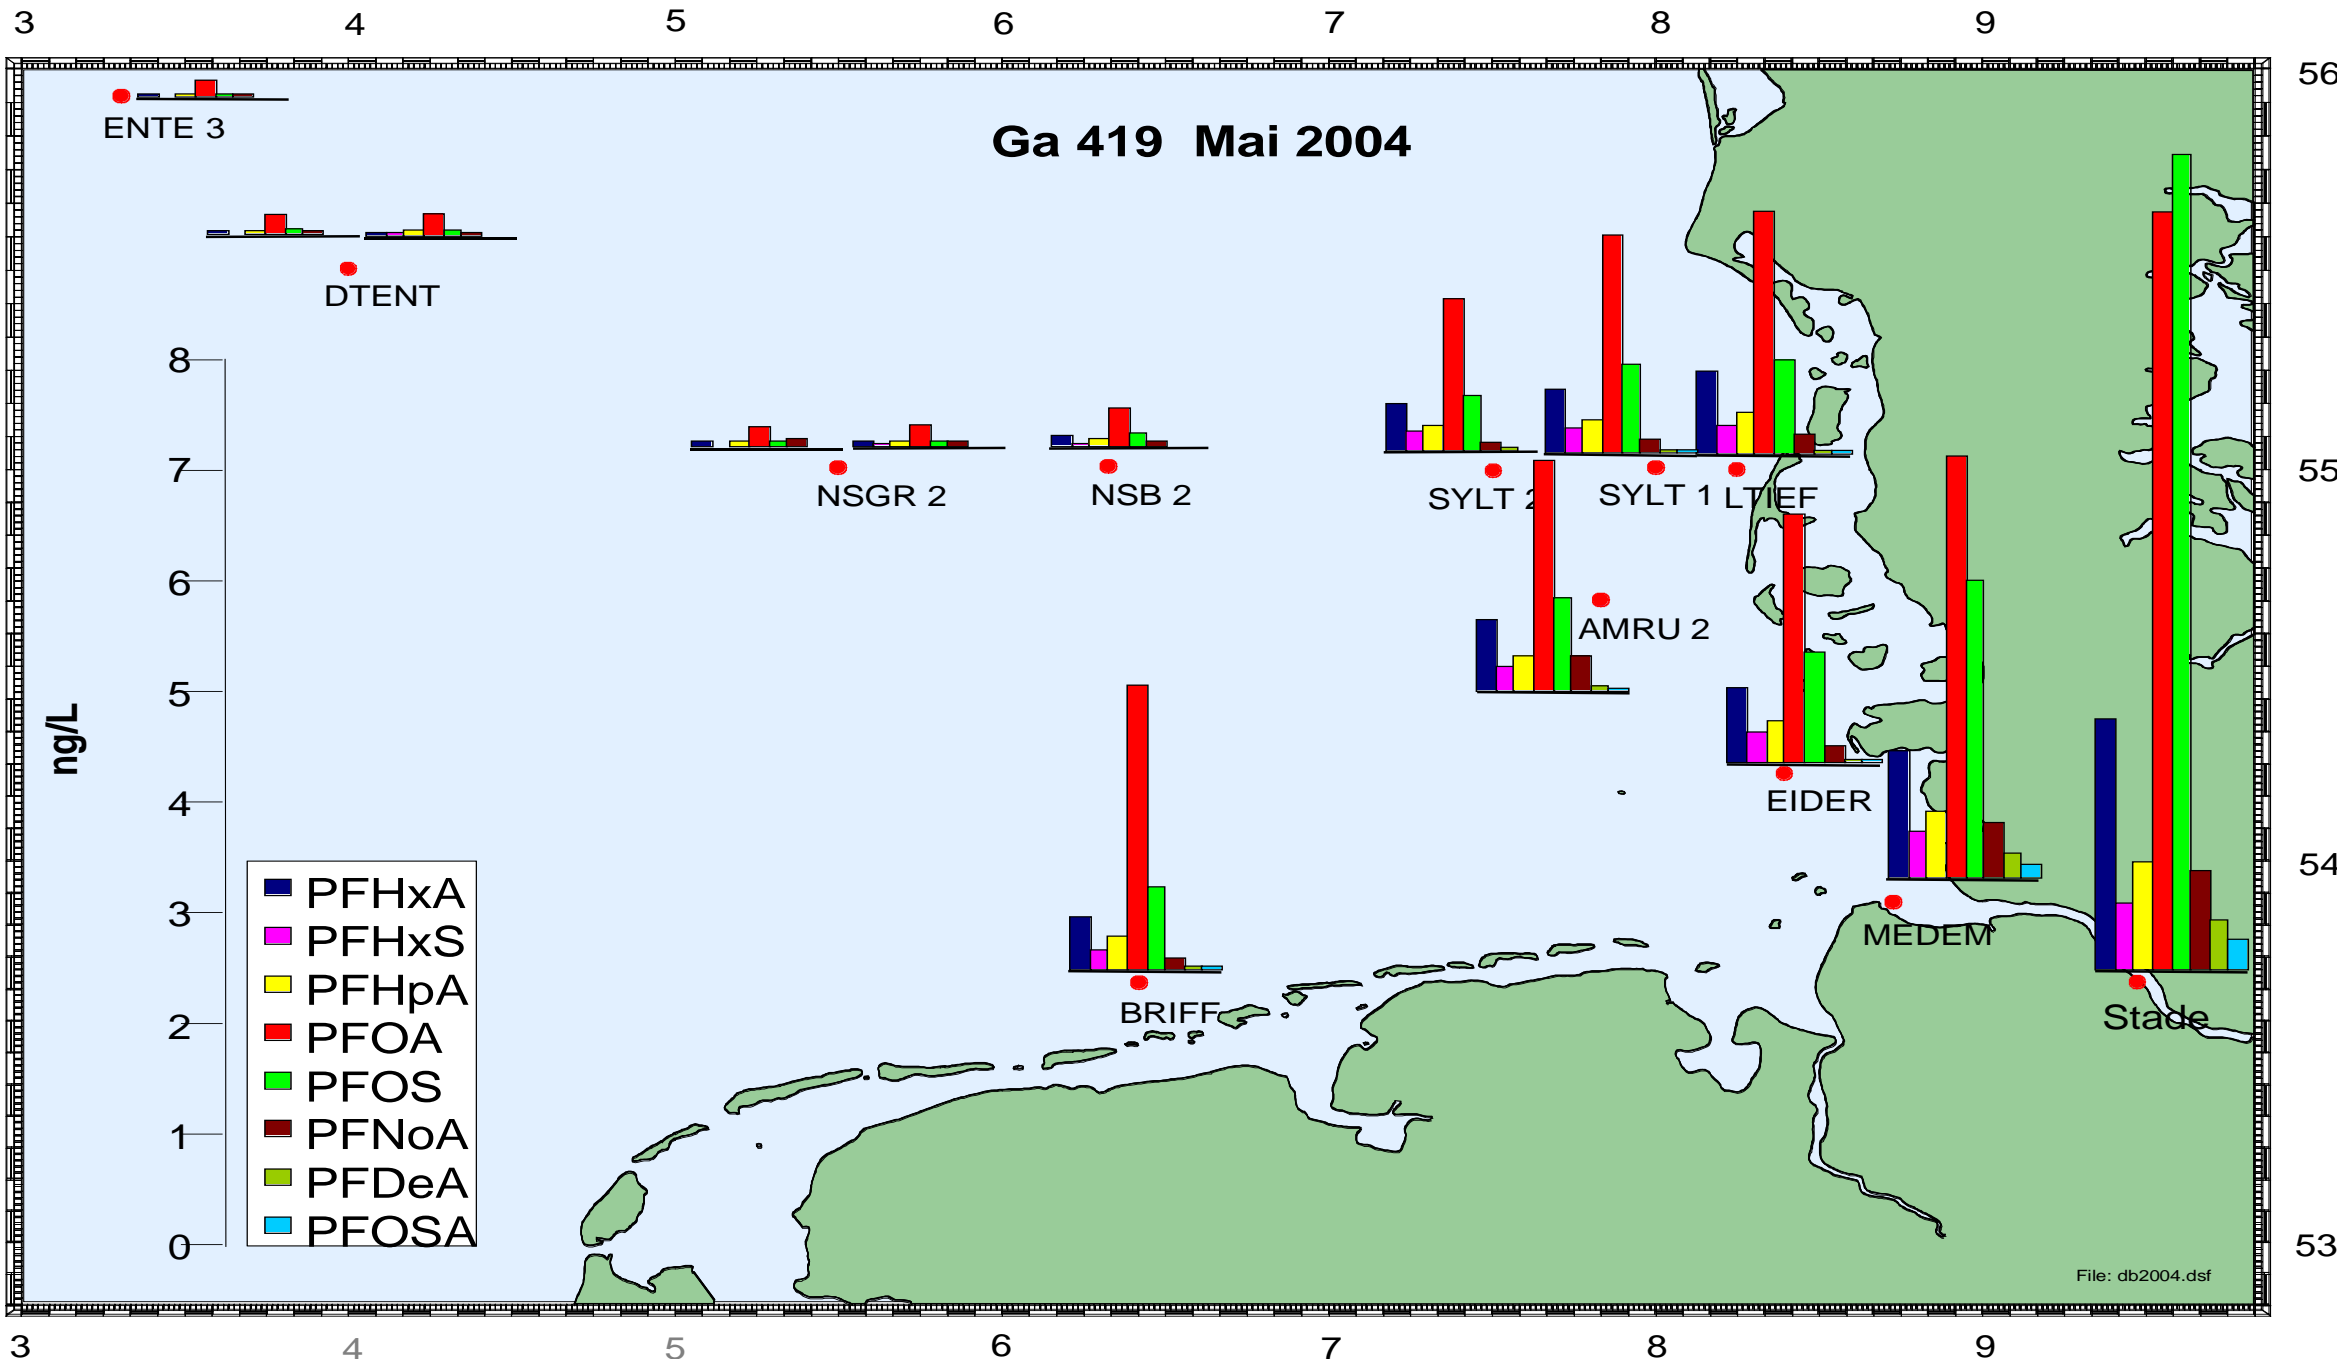 3 4 5 6 7 8 9
56
ENTE 3
Ga 419 Mai 2004
DTENT
8
7
NSGR 2
NSB 2
SYLT 2
SYLT 1
LTIEF
55
6
AMRU 2
5
ng/L
4
EIDER
54
3
MEDEM
BRIFF
Stade
2
1
0
PFHxA
PFHxS
PFHpA
PFOA
PFOS
PFNoA
PFDeA
PFOSA
53
File: db2004.dsf
3 4 5 6 7 8 9